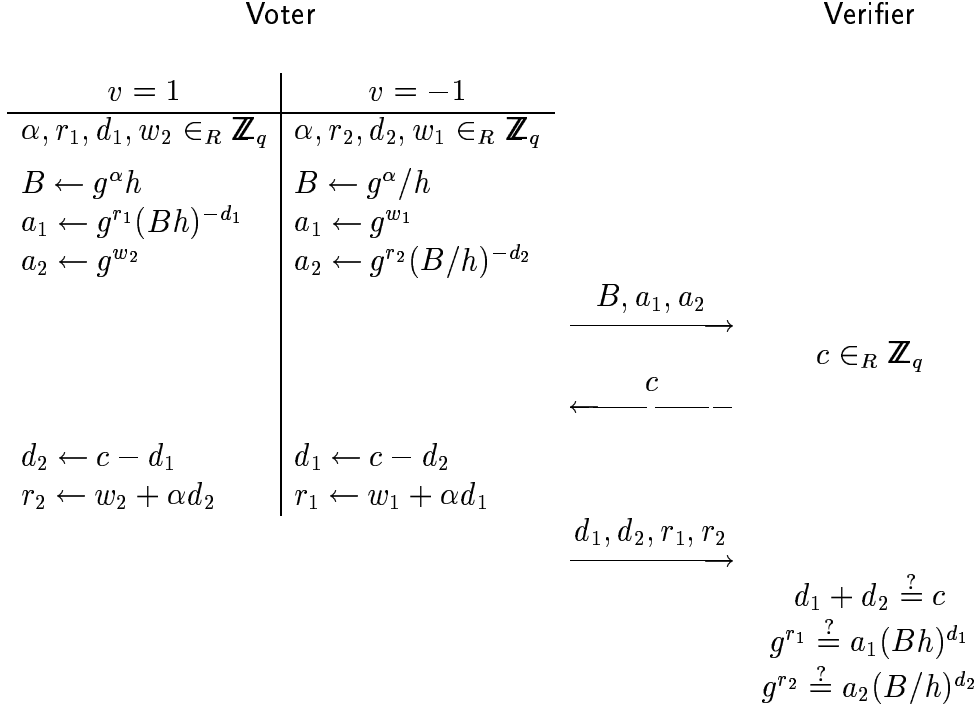 Voter Verifier
v = 1 v = −1
α, r₁, d₁, w₂ ∈_R ℤ_q α, r₂, d₂, w₁ ∈_R ℤ_q
B ← g^α h B ← g^α/h
a₁ ← g^{r₁}(Bh)^{−d₁} a₁ ← g^{w₁}
a₂ ← g^{w₂} a₂ ← g^{r₂}(B/h)^{−d₂}
B, a₁, a₂
c ∈_R ℤ_q
c
d₂ ← c − d₁ d₁ ← c − d₂
r₂ ← w₂ + αd₂ r₁ ← w₁ + αd₁
d₁, d₂, r₁, r₂
d₁ + d₂ ≟ c
g^{r₁} ≟ a₁(Bh)^{d₁}
g^{r₂} ≟ a₂(B/h)^{d₂}